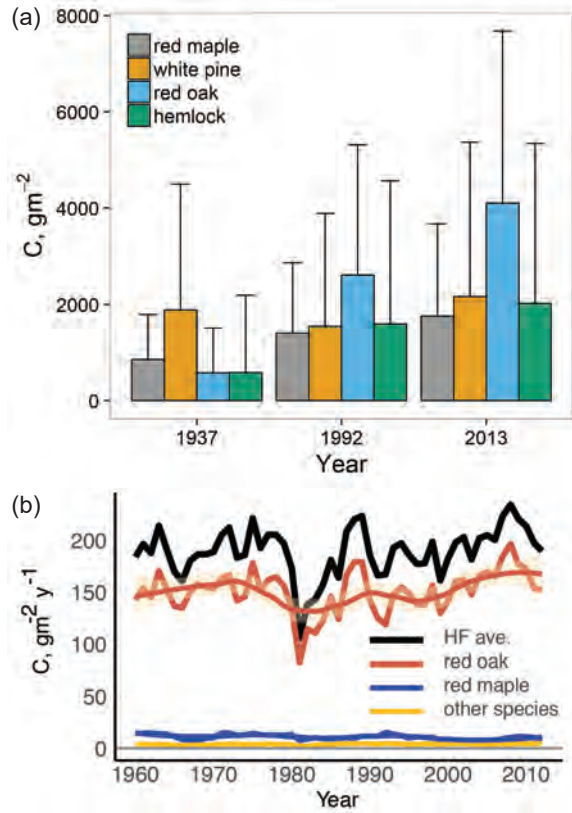 (a)
8000
red maple
white pine
red oak
hemlock
6000
C, gm⁻²
4000
2000
0
1937 1992 2013
Year
(b)
200
C, gm⁻² y⁻¹
150
100
HF ave.
red oak
50
red maple
other species
0
1960 1970 1980 1990 2000 2010
Year